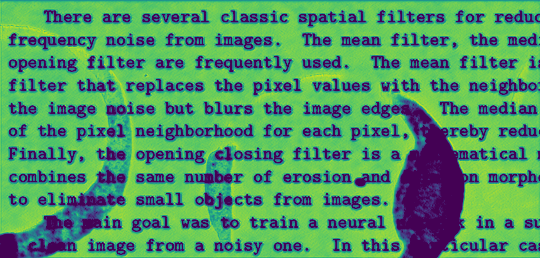 There are several classic spatial filters for reduc
frequency noise from images. The mean filter, the medi
opening filter are frequently used. The mean filter is
filter that replaces the pixel values with the neighbor
the image noise but blurs the image edges. The median
of the pixel neighborhood for each pixel, thereby reduc
Finally, the opening closing filter is a mathematical m
combines the same number of erosion and on morpho
to eliminate small objects from images.
The main goal was to train a neural in a su
clean image from a noisy one. In this particular cas